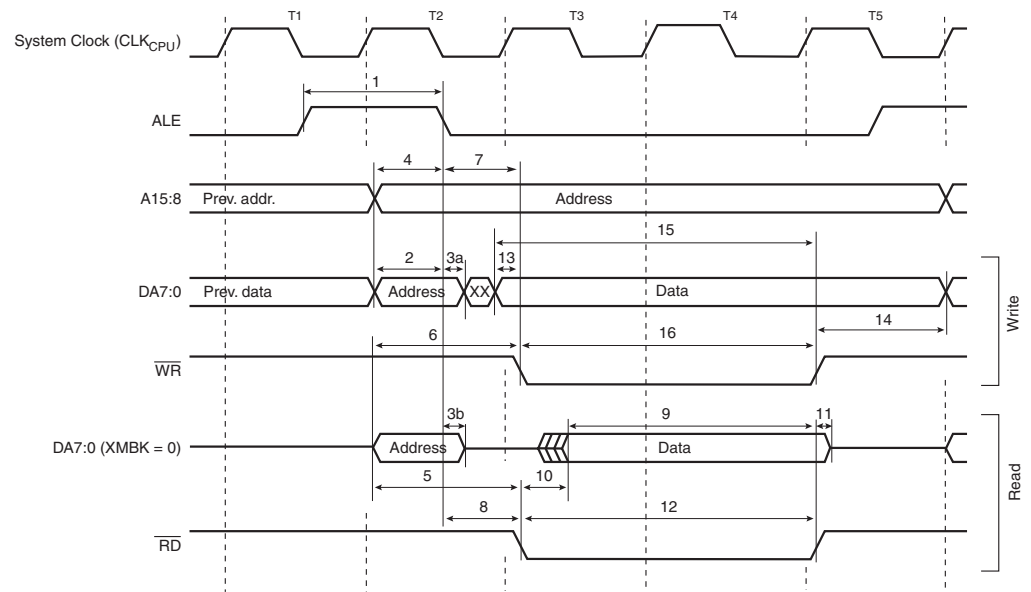 T1 T2 T3 T4 T5
System Clock (CLKCPU)
1
ALE
4 7
A15:8 Prev. addr. Address
15
2 3a 13
DA7:0 Prev. data Address XX Data
14
6 16
WR
Write
3b 9 11
DA7:0 (XMBK = 0) Address Data
5 10
8 12
RD
Read